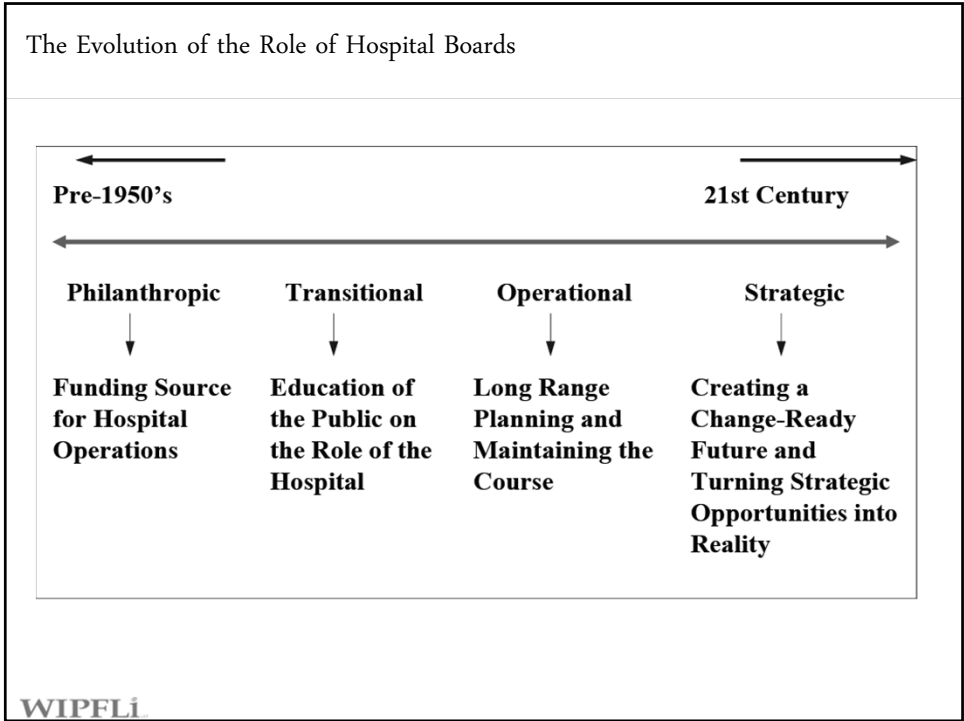 The Evolution of the Role of Hospital Boards
Pre-1950's
21st Century
Philanthropic
Transitional
Operational
Strategic
Funding Source
for Hospital
Operations
Education of
the Public on
the Role of the
Hospital
Long Range
Planning and
Maintaining the
Course
Creating a
Change-Ready
Future and
Turning Strategic
Opportunities into
Reality
WIPFLi